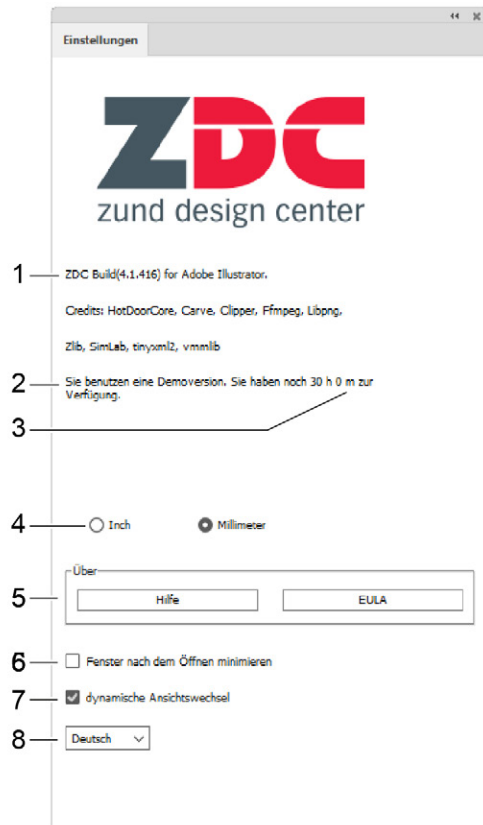 Einstellungen
ZDC
zund design center
1
ZDC Build(4.1.416) for Adobe Illustrator.
Credits: HotDoorCore, Carve, Clipper, Ffmpeg, Libpng,
Zlib, SimLab, tinyxml2, vmmlib
2
Sie benutzen eine Demoversion. Sie haben noch 30 h 0 m zur
Verfügung.
3
4
Inch Millimeter
Über
5
Hilfe EULA
6
Fenster nach dem Öffnen minimieren
7
dynamische Ansichtswechsel
8
Deutsch